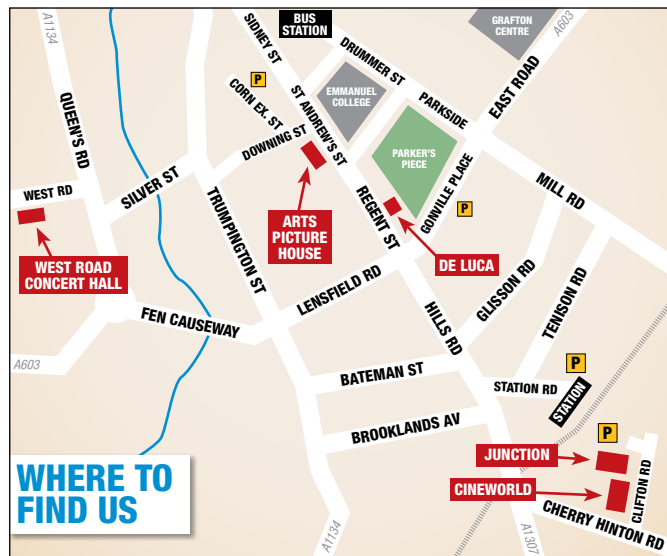 A1134
SIDNEY ST
BUS
STATION
GRAFTON
CENTRE
A603
DRUMMER ST
P
CORN EX. ST
ST ANDREW'S ST
EMMANUEL
COLLEGE
PARKSIDE
EAST ROAD
QUEEN'S RD
DOWNING ST
PARKER'S
PIECE
WEST RD
SILVER ST
TRUMPINGTON ST
ARTS
PICTURE
HOUSE
REGENT ST
GONVILLE PLACE
P
MILL RD
WEST ROAD
CONCERT HALL
DE LUCA
FEN CAUSEWAY
LENSFIELD RD
HILLS RD
GLISSON RD
TENISON RD
A603
BATEMAN ST
STATION RD
P
STATION
BROOKLANDS AV
P
JUNCTION
CINEWORLD
CLIFTON RD
CHERRY HINTON RD
WHERE TO
FIND US
A1134
A1307